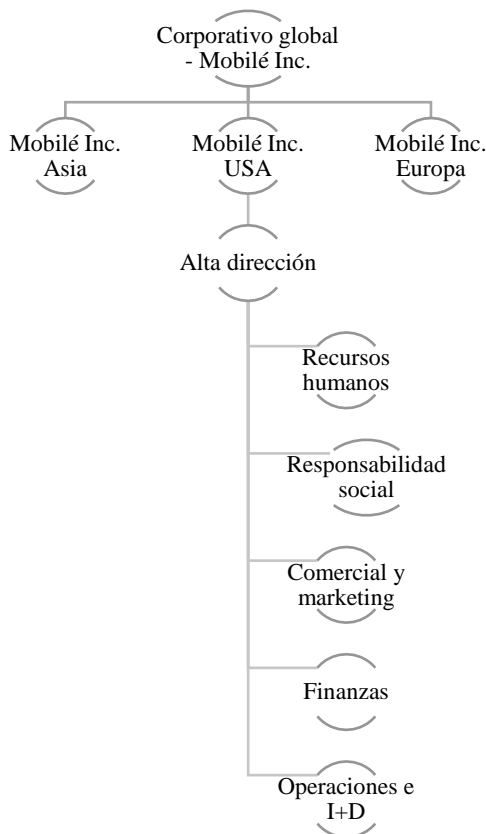 Corporativo global
- Mobilé Inc.
Mobilé Inc.
Asia
Mobilé Inc.
USA
Mobilé Inc.
Europa
Alta dirección
Recursos
humanos
Responsabilidad
social
Comercial y
marketing
Finanzas
Operaciones e
I+D